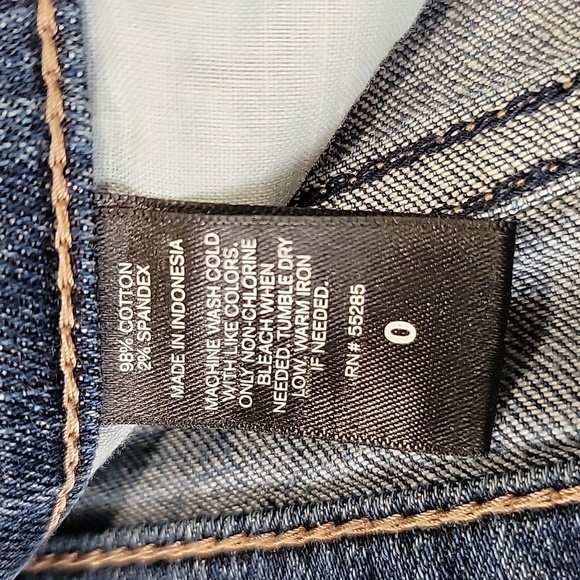 98% COTTON
2% SPANDEX
MADE IN INDONESIA
MACHINE WASH COLD
WITH LIKE COLORS.
ONLY NON-CHLORINE
BLEACH WHEN
NEEDED. TUMBLE DRY
LOW. WARM IRON
IF NEEDED.
RN# 55285
0